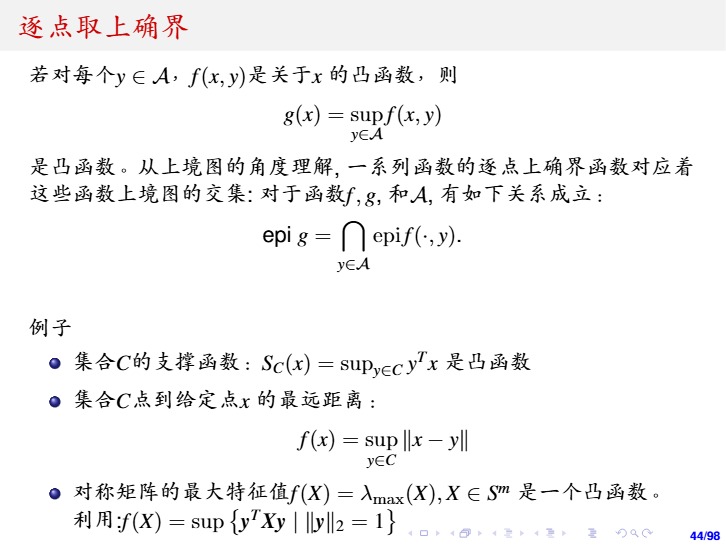 逐点取上确界
若对每个y ∈ 𝒜，f(x, y)是关于x 的凸函数，则
g(x) = sup f(x, y)
y∈𝒜
是凸函数。从上境图的角度理解, 一系列函数的逐点上确界函数对应着
这些函数上境图的交集: 对于函数f, g, 和𝒜, 有如下关系成立：
epi g = ⋂ epi f(·, y).
y∈𝒜
例子
集合C的支撑函数：S_C(x) = sup_{y∈C} y^T x 是凸函数
集合C点到给定点x 的最远距离：
f(x) = sup ‖x − y‖
y∈C
对称矩阵的最大特征值f(X) = λ_max(X), X ∈ S^m 是一个凸函数。
利用:f(X) = sup {y^T Xy | ‖y‖₂ = 1}
44/98